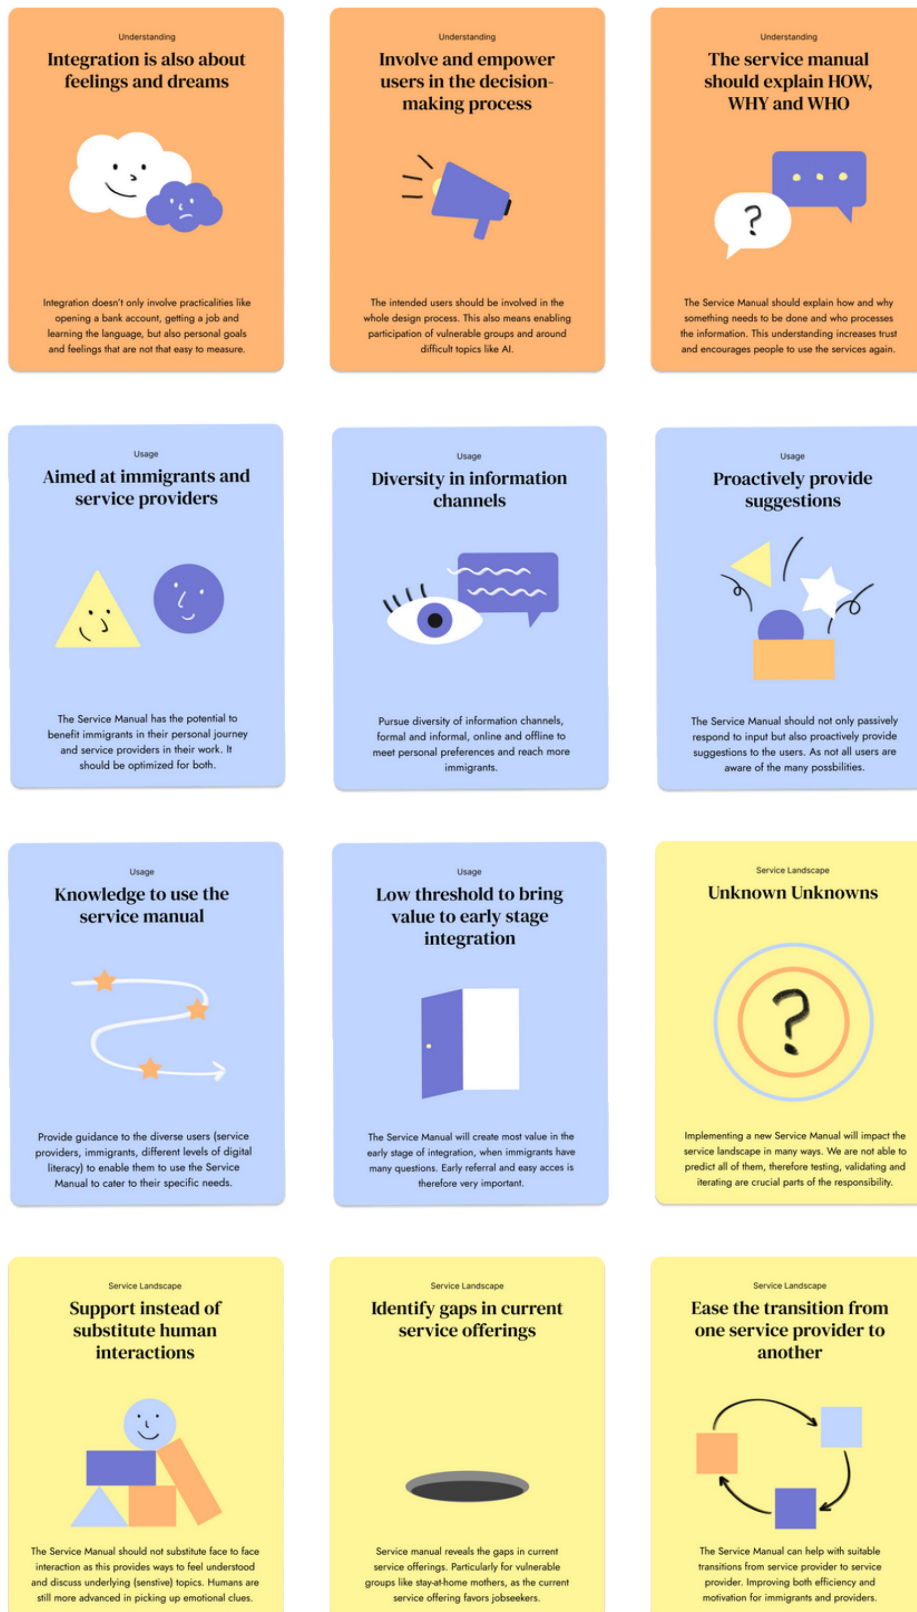 Understanding
Integration is also about
feelings and dreams
Integration doesn't only involve practicalities like
opening a bank account, getting a job and
learning the language, but also personal goals
and feelings that are not that easy to measure.
Understanding
Involve and empower
users in the decision-
making process
The intended users should be involved in the
whole design process. This also means enabling
participation of vulnerable groups and around
difficult topics like AI.
Understanding
The service manual
should explain HOW,
WHY and WHO
?
The Service Manual should explain how and why
something needs to be done and who processes
the information. This understanding increases trust
and encourages people to use the services again.
Usage
Aimed at immigrants and
service providers
The Service Manual has the potential to
benefit immigrants in their personal journey
and service providers in their work. It
should be optimized for both.
Usage
Diversity in information
channels
Pursue diversity of information channels,
formal and informal, online and offline to
meet personal preferences and reach more
immigrants.
Usage
Proactively provide
suggestions
The Service Manual should not only passively
respond to input but also proactively provide
suggestions to the users. As not all users are
aware of the many possbilities.
Usage
Knowledge to use the
service manual
Provide guidance to the diverse users (service
providers, immigrants, different levels of digital
literacy) to enable them to use the Service
Manual to cater to their specific needs.
Usage
Low threshold to bring
value to early stage
integration
The Service Manual will create most value in the
early stage of integration, when immigrants have
many questions. Early referral and easy acces is
therefore very important.
Service Landscape
Unknown Unknowns
?
Implementing a new Service Manual will impact the
service landscape in many ways. We are not able to
predict all of them, therefore testing, validating and
iterating are crucial parts of the responsibility.
Service Landscape
Support instead of
substitute human
interactions
The Service Manual should not substitute face to face
interaction as this provides ways to feel understood
and discuss underlying (senstive) topics. Humans are
still more advanced in picking up emotional clues.
Service Landscape
Identify gaps in current
service offerings
Service manual reveals the gaps in current
service offerings. Particularly for vulnerable
groups like stay-at-home mothers, as the current
service offering favors jobseekers.
Service Landscape
Ease the transition from
one service provider to
another
The Service Manual can help with suitable
transitions from service provider to service
provider. Improving both efficiency and
motivation for immigrants and providers.